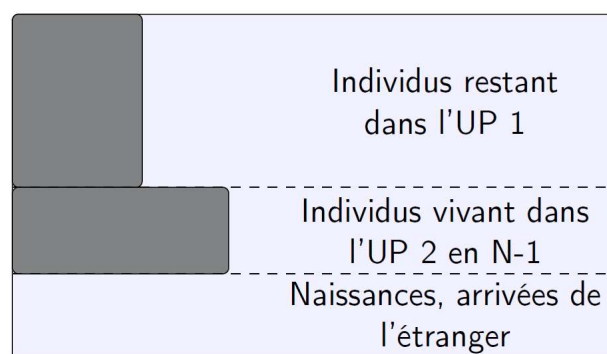 Individus restant
dans l'UP 1
Individus vivant dans
l'UP 2 en N-1
Naissances, arrivées de
l'étranger